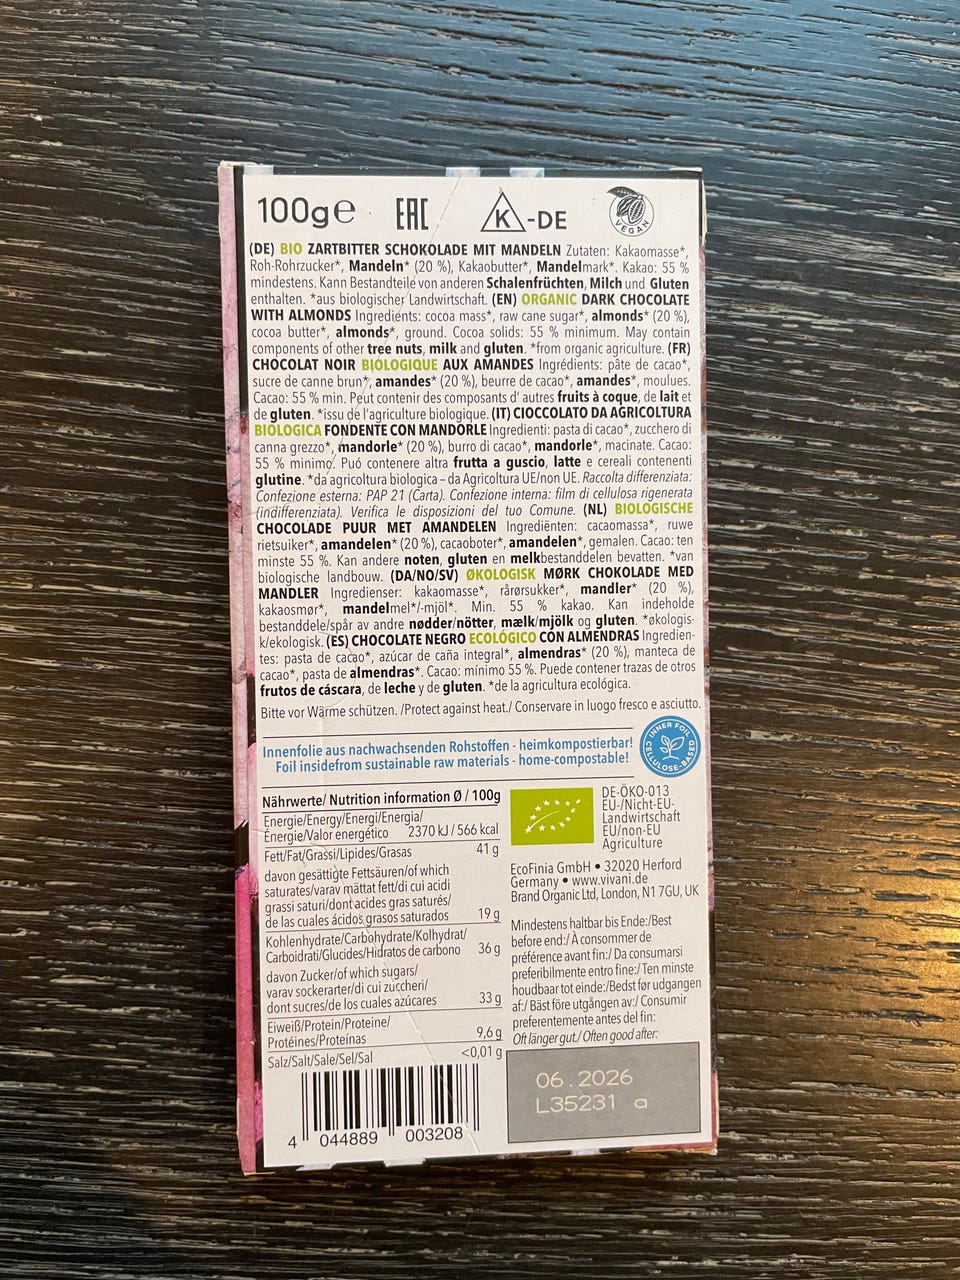 100g℮ EAC K-DE VEGAN
(DE) BIO ZARTBITTER SCHOKOLADE MIT MANDELN Zutaten: Kakaomasse*,
Roh-Rohrzucker*, Mandeln* (20 %), Kakaobutter*, Mandelmark*. Kakao: 55 %
mindestens. Kann Bestandteile von anderen Schalenfrüchten, Milch und Gluten
enthalten. *aus biologischer Landwirtschaft. (EN) ORGANIC DARK CHOCOLATE
WITH ALMONDS Ingredients: cocoa mass*, raw cane sugar*, almonds* (20 %),
cocoa butter*, almonds*, ground. Cocoa solids: 55 % minimum. May contain
components of other tree nuts, milk and gluten. *from organic agriculture. (FR)
CHOCOLAT NOIR BIOLOGIQUE AUX AMANDES Ingrédients: pâte de cacao*,
sucre de canne brun*, amandes* (20 %), beurre de cacao*, amandes*, moulues.
Cacao: 55 % min. Peut contenir des composants d' autres fruits à coque, de lait et
de gluten. *issu de l'agriculture biologique. (IT) CIOCCOLATO DA AGRICOLTURA
BIOLOGICA FONDENTE CON MANDORLE Ingredienti: pasta di cacao*, zucchero di
canna grezzo*, mandorle* (20 %), burro di cacao*, mandorle*, macinate. Cacao:
55 % minimo. Puó contenere altra frutta a guscio, latte e cereali contenenti
glutine. *da agricoltura biologica – da Agricoltura UE/non UE. Raccolta differenziata:
Confezione esterna: PAP 21 (Carta). Confezione interna: film di cellulosa rigenerata
(indifferenziata). Verifica le disposizioni del tuo Comune. (NL) BIOLOGISCHE
CHOCOLADE PUUR MET AMANDELEN Ingrediënten: cacaomassa*, ruwe
rietsuiker*, amandelen* (20 %), cacaoboter*, amandelen*, gemalen. Cacao: ten
minste 55 %. Kan andere noten, gluten en melkbestanddelen bevatten. *van
biologische landbouw. (DA/NO/SV) ØKOLOGISK MØRK CHOKOLADE MED
MANDLER Ingredienser: kakaomasse*, rårørsukker*, mandler* (20 %),
kakaosmør*, mandelmel*/-mjöl*. Min. 55 % kakao. Kan indeholde
bestanddele/spår av andre nødder/nötter, mælk/mjölk og gluten. *økologis-
k/ekologisk. (ES) CHOCOLATE NEGRO ECOLÓGICO CON ALMENDRAS Ingredien-
tes: pasta de cacao*, azúcar de caña integral*, almendras* (20 %), manteca de
cacao*, pasta de almendras*. Cacao: mínimo 55 %. Puede contener trazas de otros
frutos de cáscara, de leche y de gluten. *de la agricultura ecológica.
Bitte vor Wärme schützen. /Protect against heat./ Conservare in luogo fresco e asciutto.
Innenfolie aus nachwachsenden Rohstoffen - heimkompostierbar!
Foil insidefrom sustainable raw materials - home-compostable!
INNER FOIL
CELLULOSE-BASED
Nährwerte/ Nutrition information Ø / 100g
Energie/Energy/Energi/Energia/
Énergie/Valor energético 2370 kJ / 566 kcal
Fett/Fat/Grassi/Lipides/Grasas 41 g
davon gesättigte Fettsäuren/of which
saturates/varav mättat fett/di cui acidi
grassi saturi/dont acides gras saturés/
de las cuales ácidos grasos saturados 19 g
Kohlenhydrate/Carbohydrate/Kolhydrat/
Carboidrati/Glucides/Hidratos de carbono 36 g
davon Zucker/of which sugars/
varav sockerarter/di cui zuccheri/
dont sucres/de los cuales azúcares 33 g
Eiweiß/Protein/Proteine/
Protéines/Proteínas 9,6 g
Salz/Salt/Sale/Sel/Sal <0,01 g
4 044889 003208
DE-ÖKO-013
EU-/Nicht-EU-
Landwirtschaft
EU/non-EU
Agriculture
EcoFinia GmbH • 32020 Herford
Germany • www.vivani.de
Brand Organic Ltd, London, N1 7GU, UK
Mindestens haltbar bis Ende:/Best
before end:/ À consommer de
préférence avant fin:/ Da consumarsi
preferibilmente entro fine:/ Ten minste
houdbaar tot einde:/Bedst før udgangen
af:/ Bäst före utgången av:/ Consumir
preferentemente antes del fin:
Oft länger gut./ Often good after:
06.2026
L35231 a